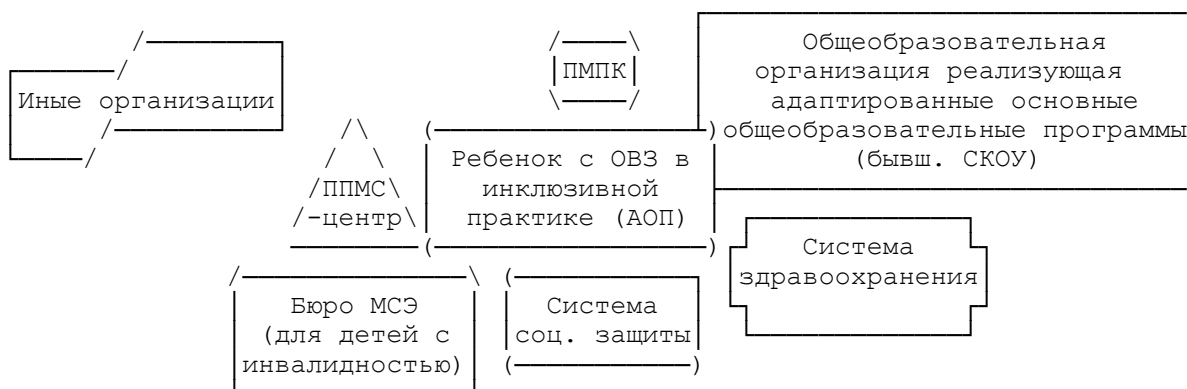 ПМПК
Общеобразовательная
организация реализующая
адаптированные основные
общеобразовательные программы
(бывш. СКОУ)
Иные организации
ППМС
-центр
Ребенок с ОВЗ в
инклюзивной
практике (АОП)
Система
здравоохранения
Бюро МСЭ
(для детей с
инвалидностью)
Система
соц. защиты